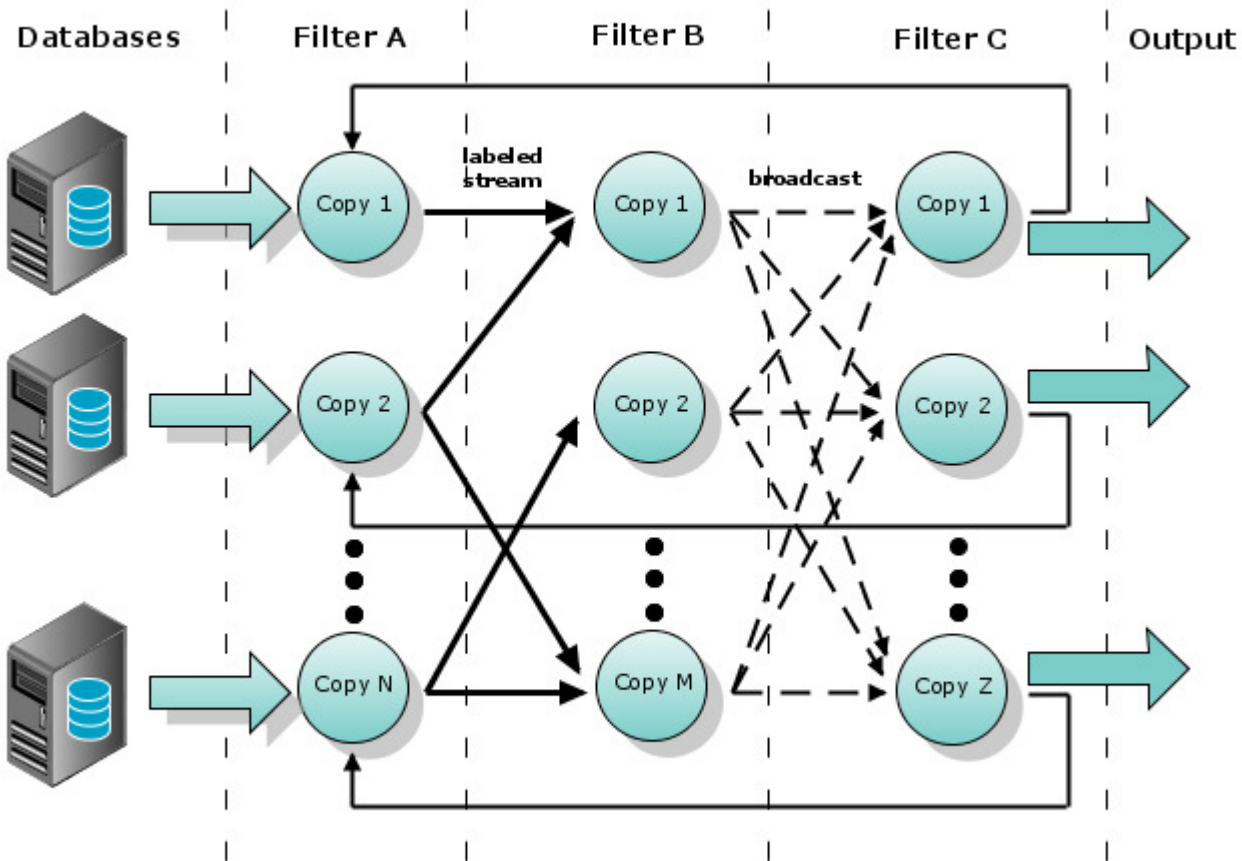 Databases
Filter A
Filter B
Filter C
Output
labeled
stream
broadcast
Copy 1
Copy 1
Copy 1
Copy 2
Copy 2
Copy 2
Copy N
Copy M
Copy Z